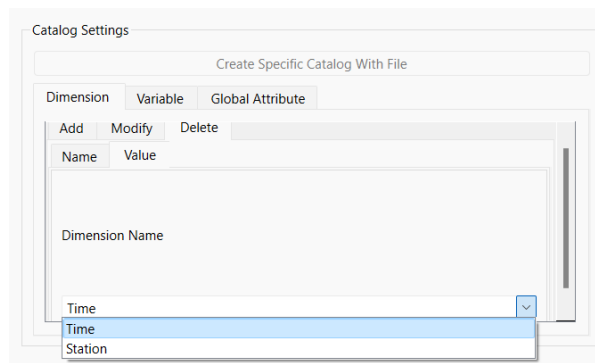 Catalog Settings
Create Specific Catalog With File
Dimension Variable Global Attribute
Add Modify Delete
Name Value
Dimension Name
Time
Time
Station